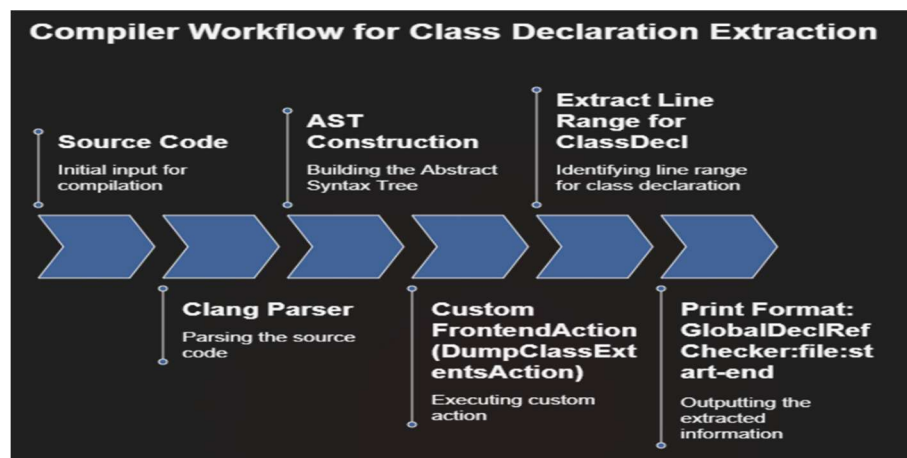 Compiler Workflow for Class Declaration Extraction
Source Code
Initial input for
compilation
Clang Parser
Parsing the source
code
AST
Construction
Building the Abstract
Syntax Tree
Custom
FrontendAction
(DumpClassExt
entsAction)
Executing custom
action
Extract Line
Range for
ClassDecl
Identifying line range
for class declaration
Print Format:
GlobalDeclRef
Checker:file:st
art-end
Outputting the
extracted
information